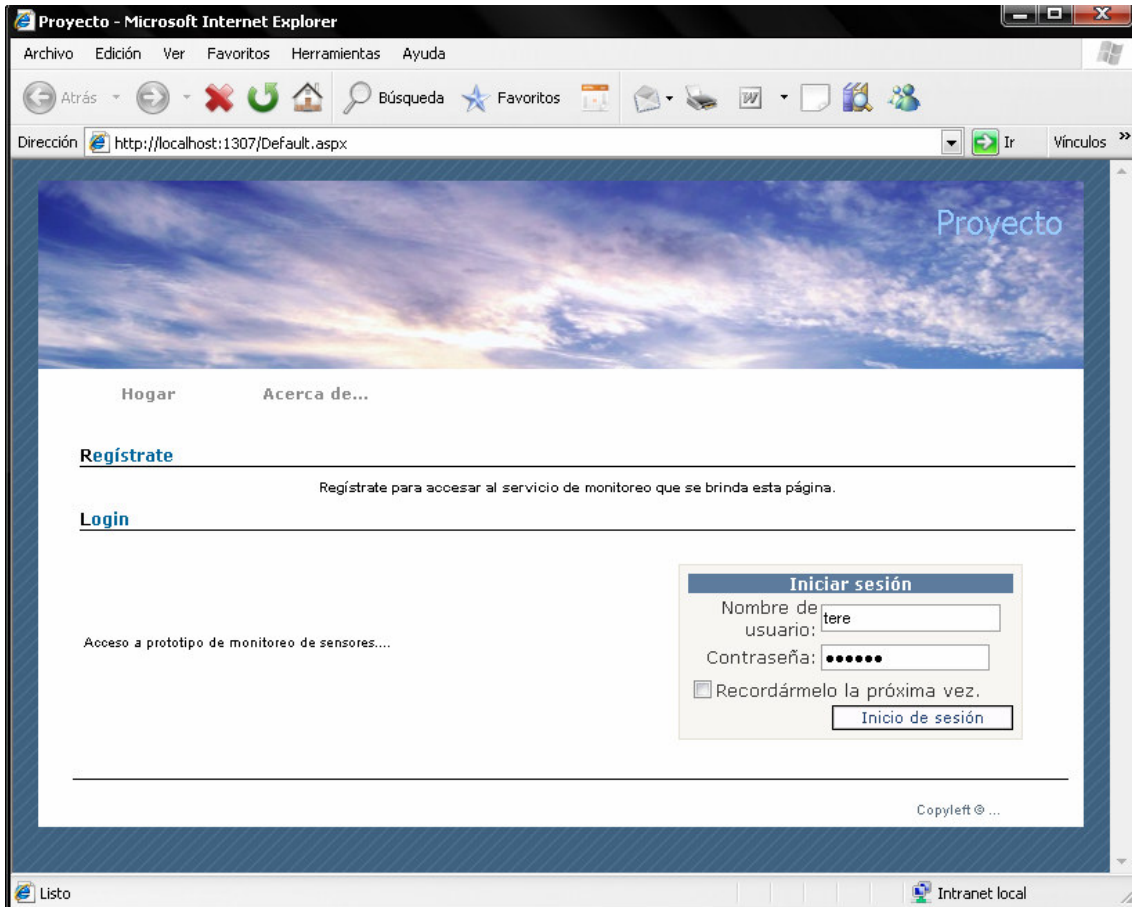 Proyecto - Microsoft Internet Explorer
Archivo Edición Ver Favoritos Herramientas Ayuda
Atrás Búsqueda Favoritos
Dirección http://localhost:1307/Default.aspx Ir Vínculos »
Proyecto
Hogar Acerca de...
Regístrate
Regístrate para accesar al servicio de monitoreo que se brinda esta página.
Login
Iniciar sesión
Nombre de
usuario: tere
Acceso a prototipo de monitoreo de sensores....
Contraseña: ●●●●●●
Recordármelo la próxima vez.
Inicio de sesión
Copyleft © ...
Listo Intranet local